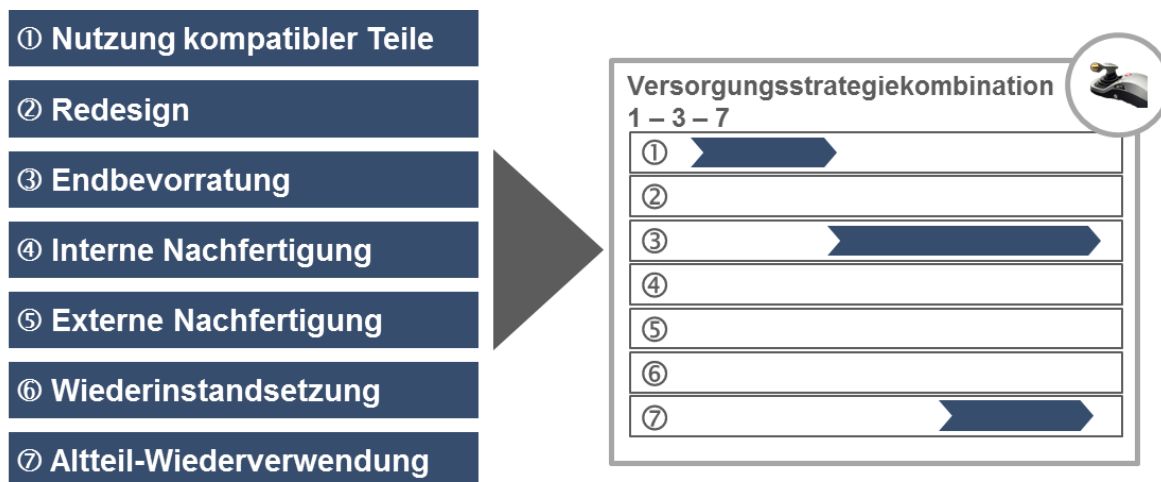 ① Nutzung kompatibler Teile
② Redesign
③ Endbevorratung
④ Interne Nachfertigung
⑤ Externe Nachfertigung
⑥ Wiederinstandsetzung
⑦ Altteil-Wiederverwendung
Versorgungsstrategiekombination
1 – 3 – 7
①
②
③
④
⑤
⑥
⑦